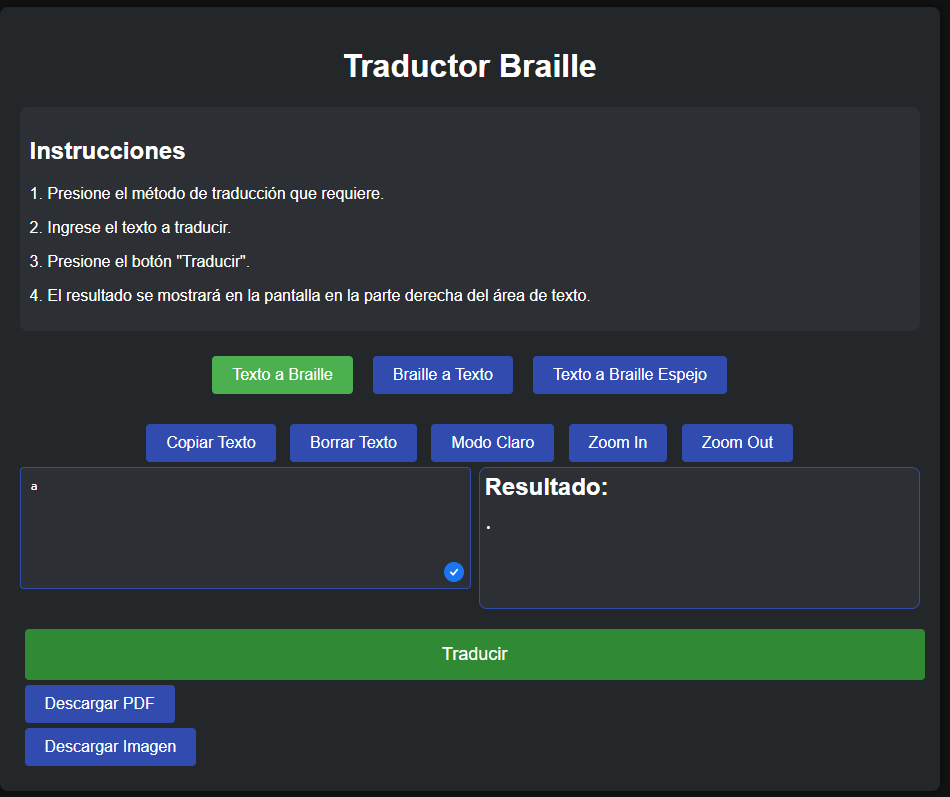 Traductor Braille
Instrucciones
1. Presione el método de traducción que requiere.
2. Ingrese el texto a traducir.
3. Presione el botón "Traducir".
4. El resultado se mostrará en la pantalla en la parte derecha del área de texto.
Texto a Braille Braille a Texto Texto a Braille Espejo
Copiar Texto Borrar Texto Modo Claro Zoom In Zoom Out
a
Resultado:
⠁
Traducir
Descargar PDF
Descargar Imagen